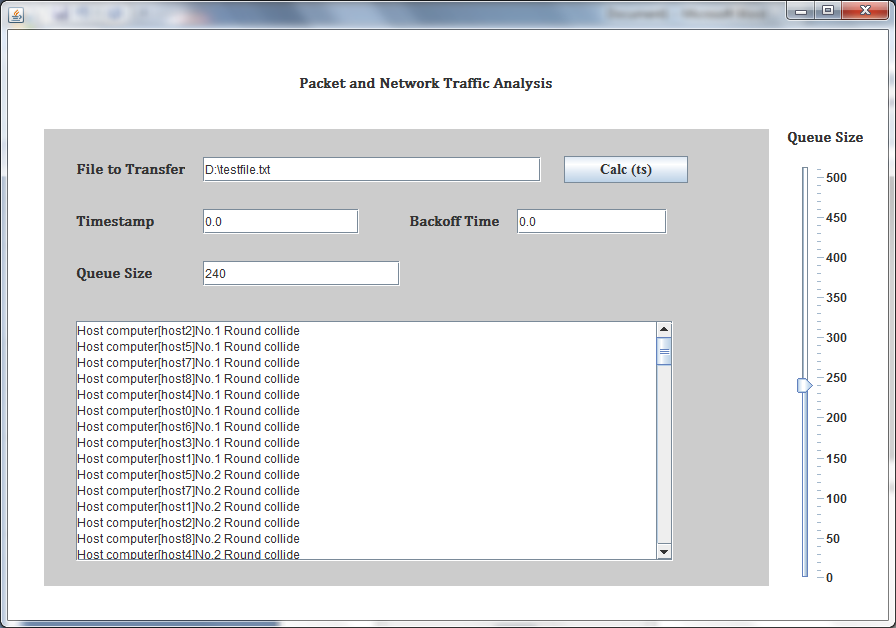 Packet and Network Traffic Analysis
Queue Size
File to Transfer D:\testfile.txt Calc (ts)
Timestamp 0.0 Backoff Time 0.0
Queue Size 240
Host computer[host2]No.1 Round collide
Host computer[host5]No.1 Round collide
Host computer[host7]No.1 Round collide
Host computer[host8]No.1 Round collide
Host computer[host4]No.1 Round collide
Host computer[host0]No.1 Round collide
Host computer[host6]No.1 Round collide
Host computer[host3]No.1 Round collide
Host computer[host1]No.1 Round collide
Host computer[host5]No.2 Round collide
Host computer[host7]No.2 Round collide
Host computer[host1]No.2 Round collide
Host computer[host2]No.2 Round collide
Host computer[host8]No.2 Round collide
Host computer[host4]No.2 Round collide
500
450
400
350
300
250
200
150
100
50
0